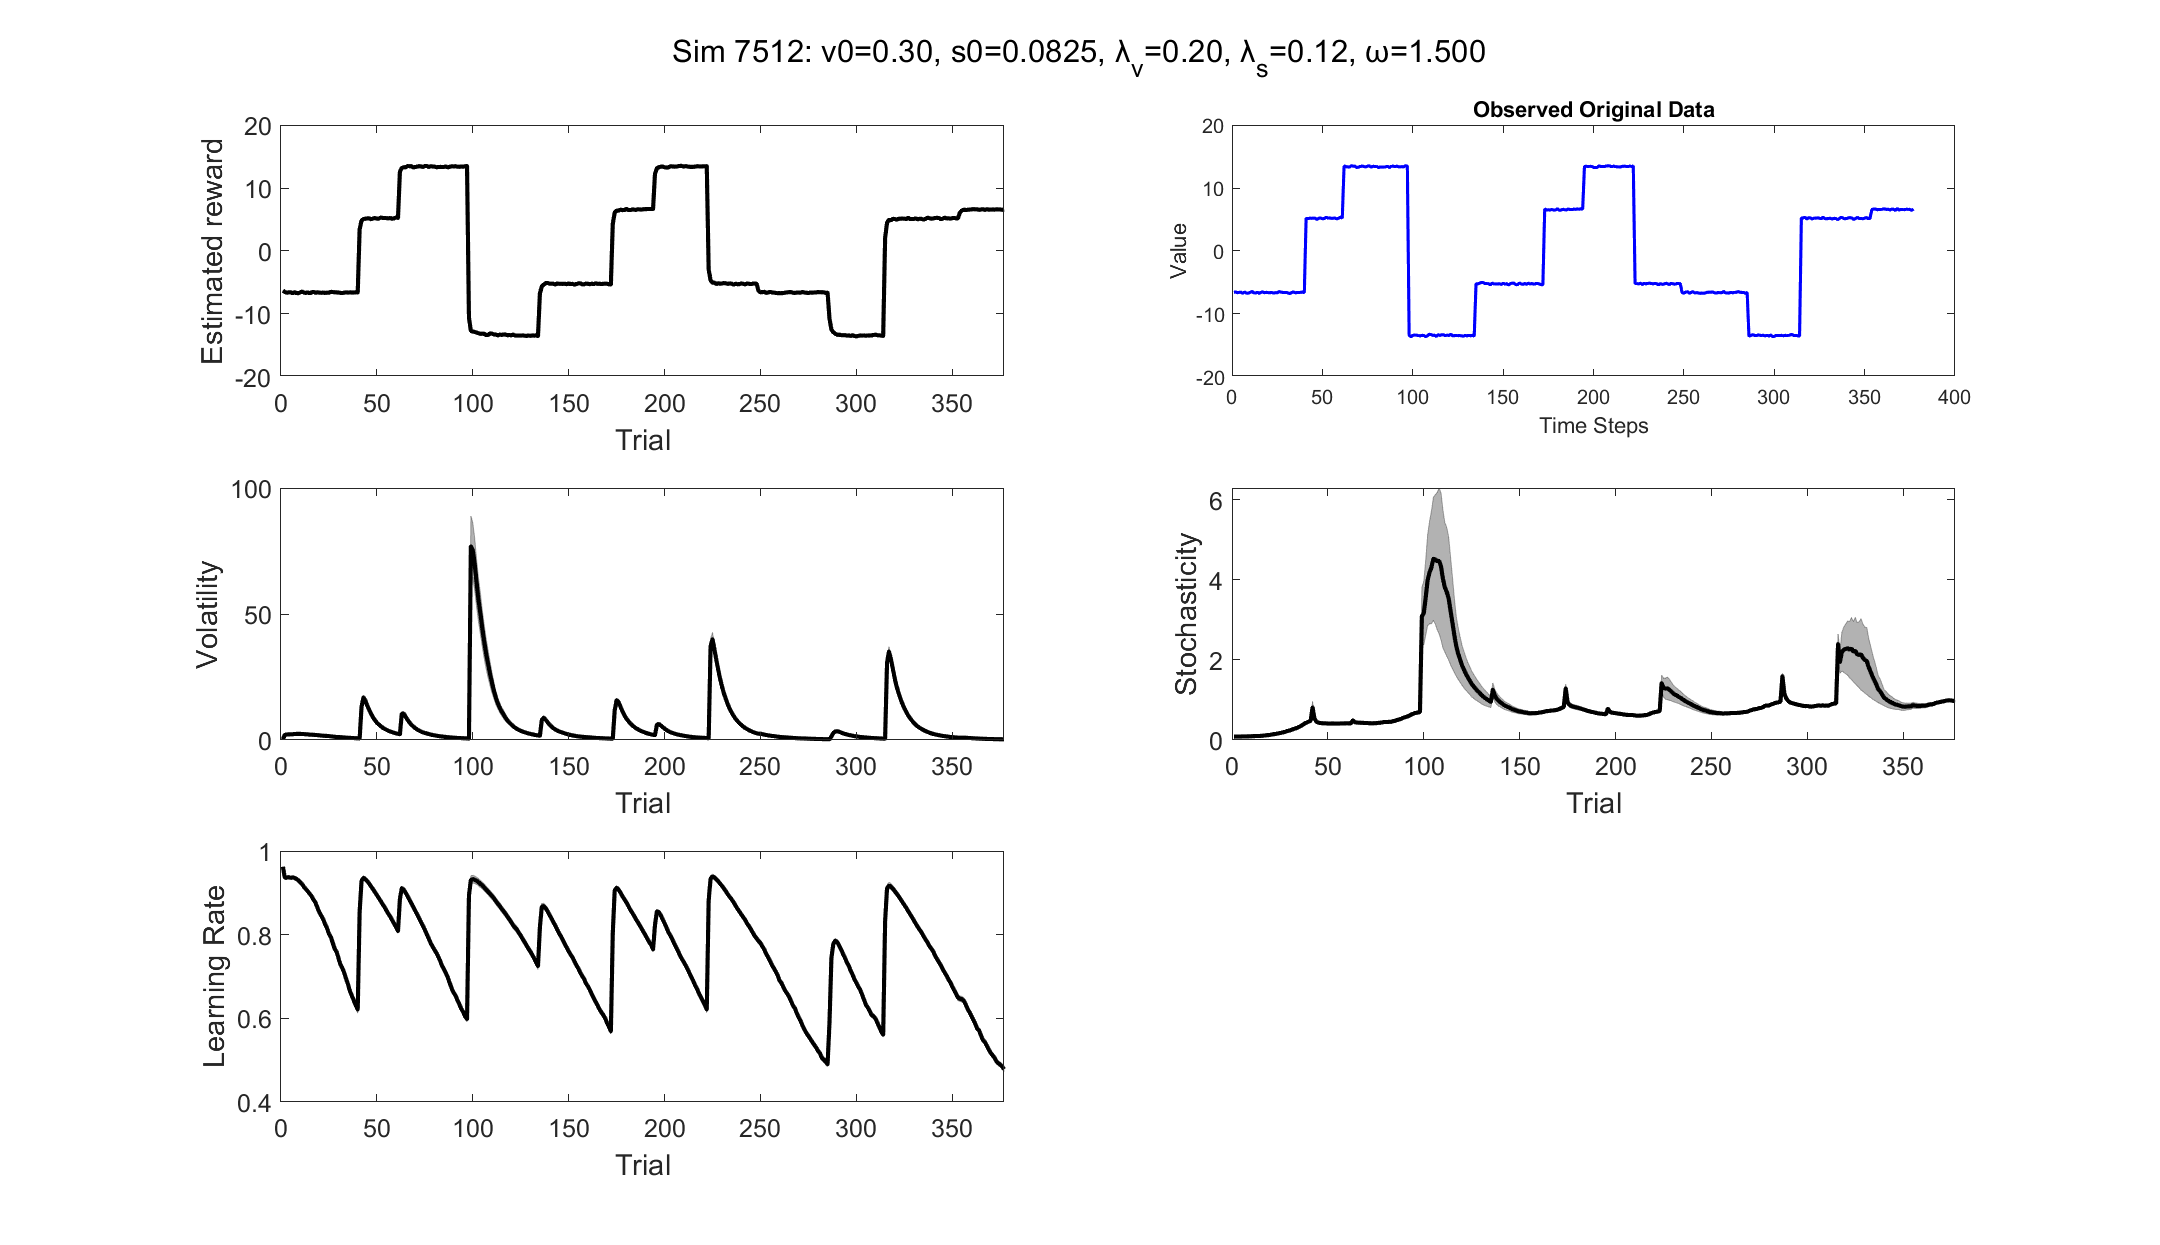 Sim 7512: v0=0.30, s0=0.0825, λ_v=0.20, λ_s=0.12, ω=1.500
20
10
0
-10
-20
Estimated reward
0 50 100 150 200 250 300 350
Trial
Observed Original Data
20
10
0
-10
-20
Value
0 50 100 150 200 250 300 350 400
Time Steps
100
50
0
Volatility
0 50 100 150 200 250 300 350
Trial
6
4
2
0
Stochasticity
0 50 100 150 200 250 300 350
Trial
1
0.8
0.6
0.4
Learning Rate
0 50 100 150 200 250 300 350
Trial